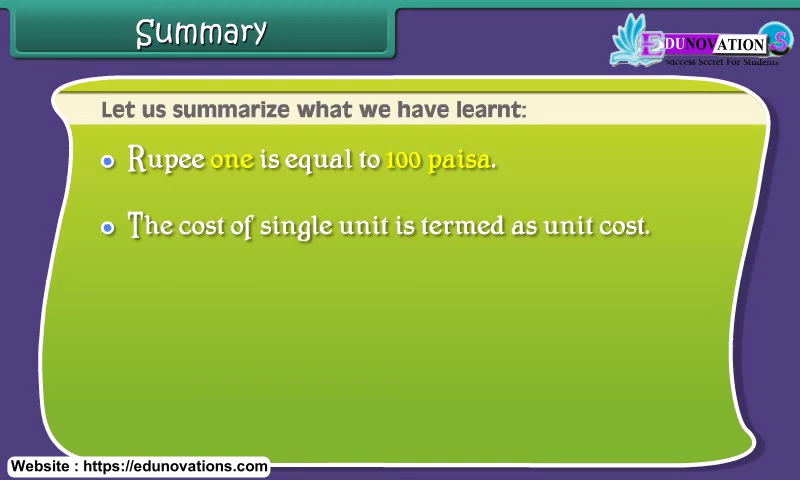 Summary
EDUNOVATIONS
Success Secret For Students
Let us summarize what we have learnt:
Rupee one is equal to 100 paisa.
The cost of single unit is termed as unit cost.
Website : https://edunovations.com